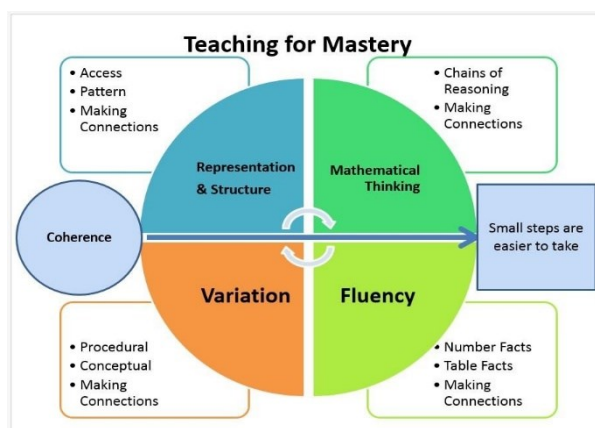 Teaching for Mastery
• Access
• Pattern
• Making
Connections
• Chains of
Reasoning
• Making
Connections
Representation
& Structure
Mathematical
Thinking
Coherence
Small steps are
easier to take
Variation
Fluency
• Procedural
• Conceptual
• Making
Connections
• Number Facts
• Table Facts
• Making
Connections